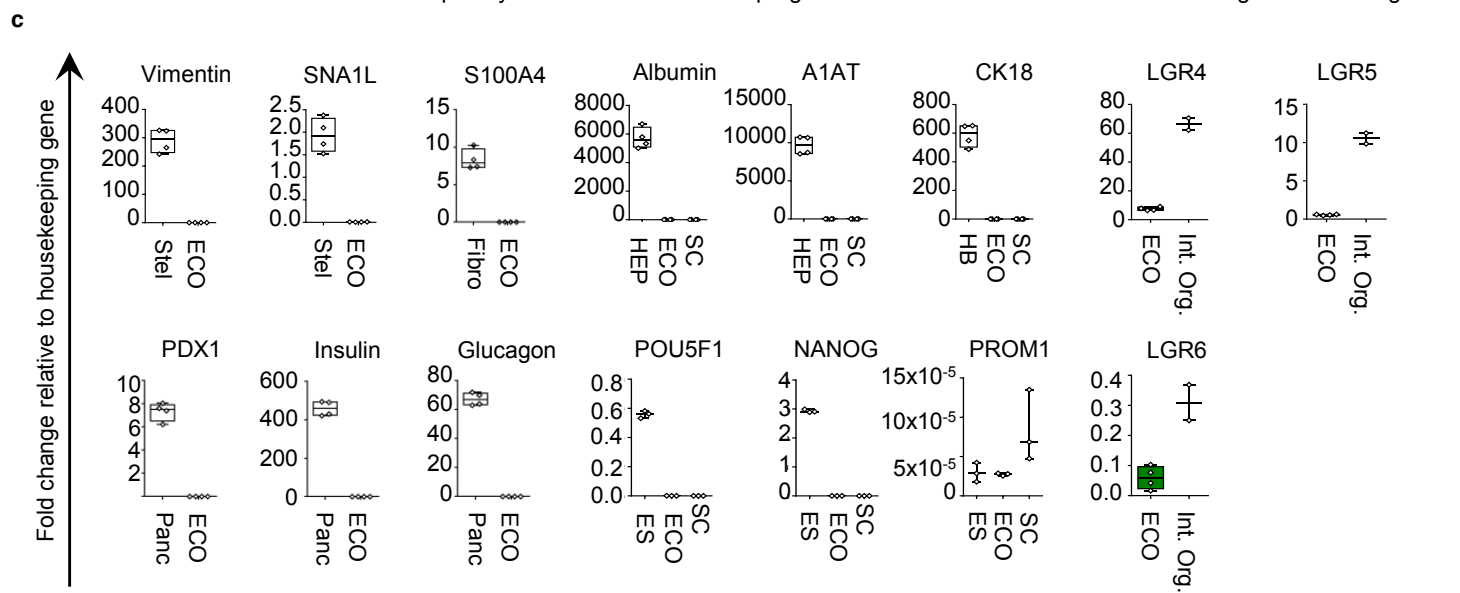 c
Fold change relative to housekeeping gene
Vimentin
400
300
200
100
0
Stel
ECO
SNA1L
2.5
2.0
1.5
1.0
0.5
0.0
Stel
ECO
S100A4
15
10
5
0
Fibro
ECO
Albumin
8000
6000
4000
2000
0
HEP
ECO
SC
A1AT
15000
10000
5000
0
HEP
ECO
SC
CK18
800
600
400
200
0
HB
ECO
SC
LGR4
80
60
40
20
0
ECO
Int. Org.
LGR5
15
10
5
0
ECO
Int. Org.
PDX1
10
8
6
4
2
Panc
ECO
Insulin
600
400
200
0
Panc
ECO
Glucagon
80
60
40
20
0
Panc
ECO
POU5F1
0.8
0.6
0.4
0.2
0.0
ES
ECO
SC
NANOG
4
3
2
1
0
ES
ECO
SC
PROM1
15x10-5
10x10-5
5x10-5
0
ES
ECO
SC
LGR6
0.4
0.3
0.2
0.1
0.0
ECO
Int. Org.